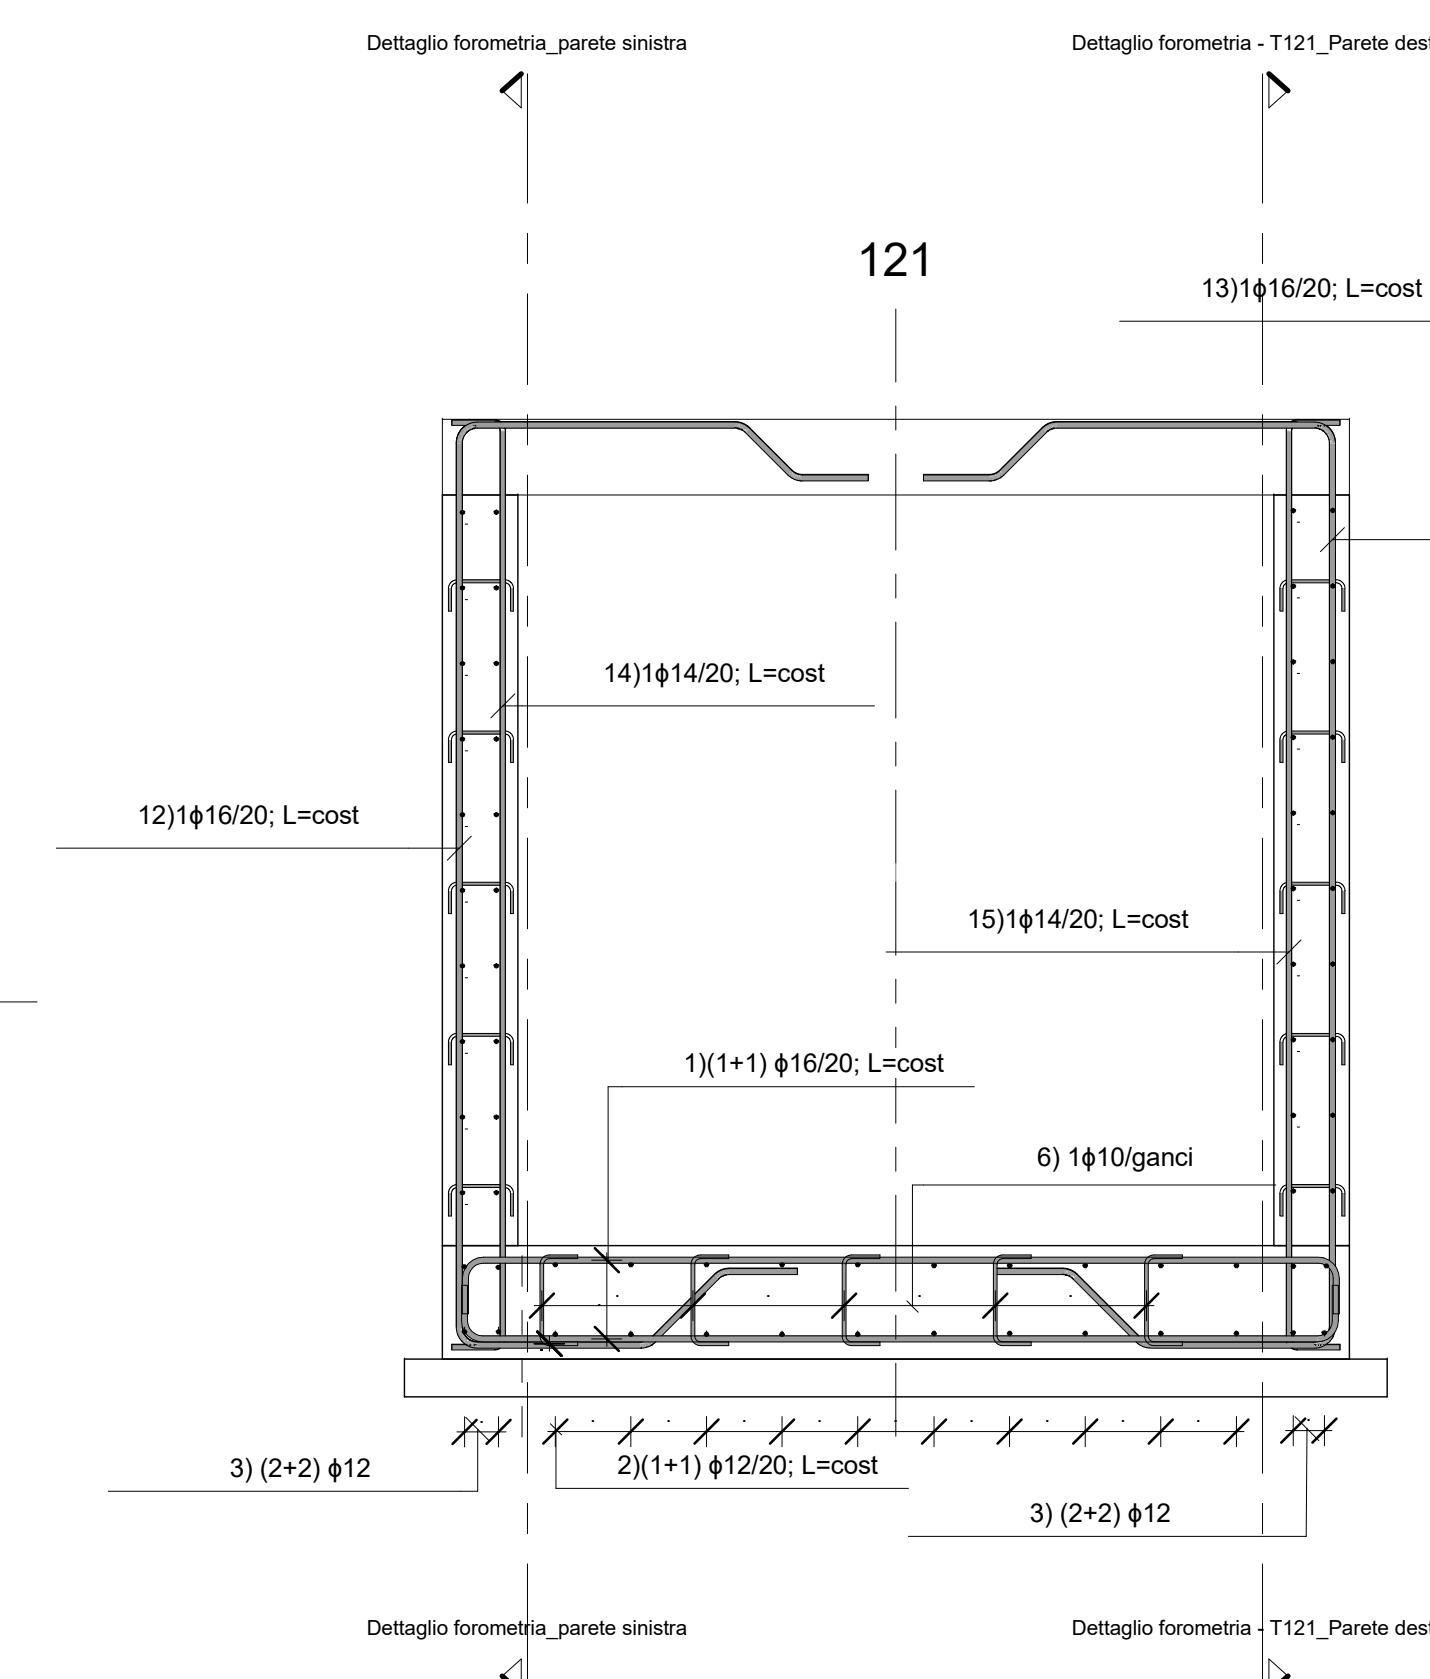 Dettaglio forometria_parete sinistra
Dettaglio forometria - T121_Parete dest
121
13)1ϕ16/20; L=cost
14)1ϕ14/20; L=cost
12)1ϕ16/20; L=cost
15)1ϕ14/20; L=cost
1)(1+1) ϕ16/20; L=cost
6) 1ϕ10/ganci
3) (2+2) ϕ12
2)(1+1) ϕ12/20; L=cost
3) (2+2) ϕ12
Dettaglio forometria_parete sinistra
Dettaglio forometria - T121_Parete dest